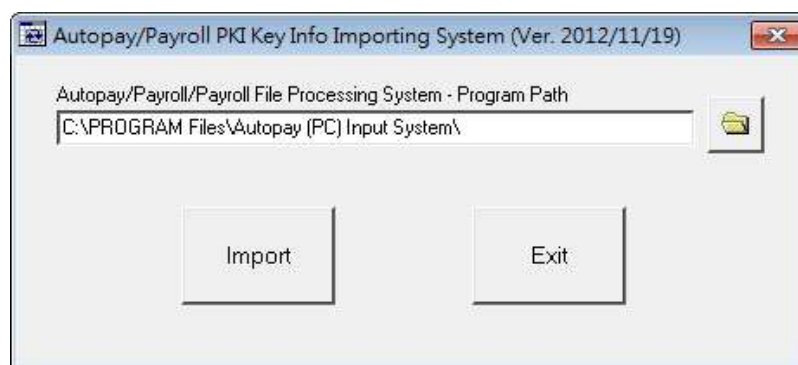 Autopay/Payroll PKI Key Info Importing System (Ver. 2012/11/19)
Autopay/Payroll/Payroll File Processing System - Program Path
C:\PROGRAM Files\Autopay (PC) Input System\
Import
Exit